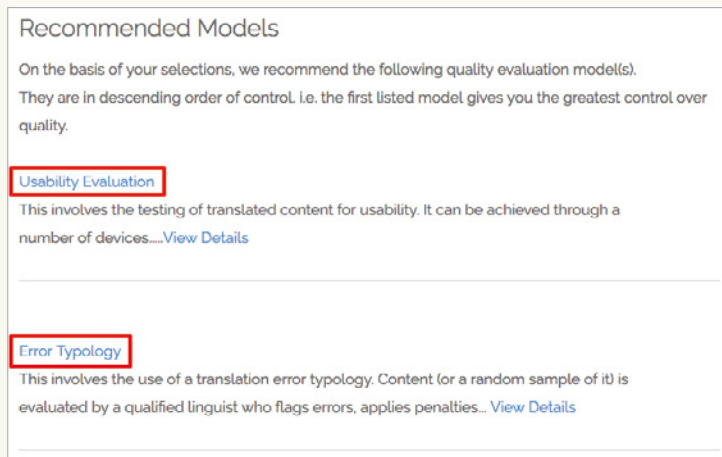 Recommended Models
On the basis of your selections, we recommend the following quality evaluation model(s).
They are in descending order of control. i.e. the first listed model gives you the greatest control over
quality.
Usability Evaluation
This involves the testing of translated content for usability. It can be achieved through a
number of devices.....View Details
Error Typology
This involves the use of a translation error typology. Content (or a random sample of it) is
evaluated by a qualified linguist who flags errors, applies penalties... View Details